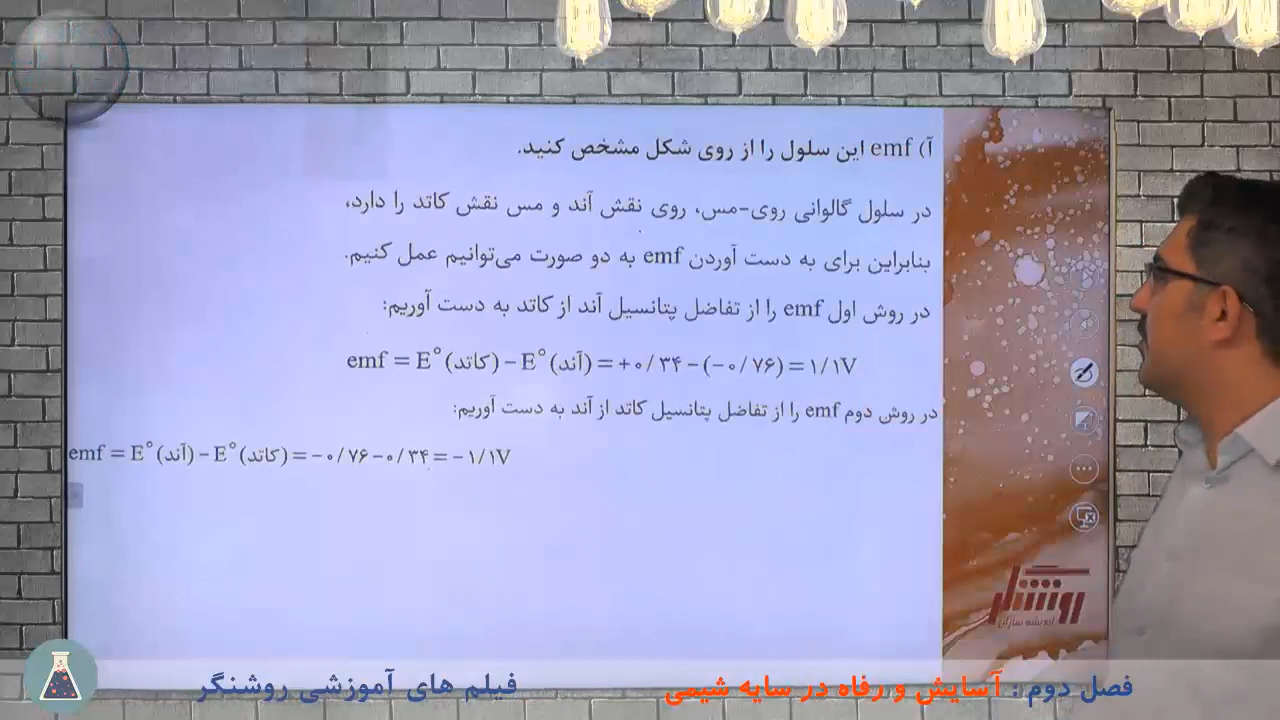 آ) emf این سلول را از روی شکل مشخص کنید.
در سلول گالوانی روی-مس، روی نقش آند و مس نقش کاتد را دارد،
بنابراین برای به دست آوردن emf به دو صورت می‌توانیم عمل کنیم.
در روش اول emf را از تفاضل پتانسیل آند از کاتد به دست آوریم:
emf = E°(کاتد) − E°(آند) = +۰/۳۴ − (−۰/۷۶) = ۱/۱V
در روش دوم emf را از تفاضل پتانسیل کاتد از آند به دست آوریم:
emf = E°(آند) − E°(کاتد) = −۰/۷۶ − ۰/۳۴ = −۱/۱V
روشنگر
اندیشه سازان
فصل دوم : آسایش و رفاه در سایه شیمی
فیلم های آموزشی روشنگر